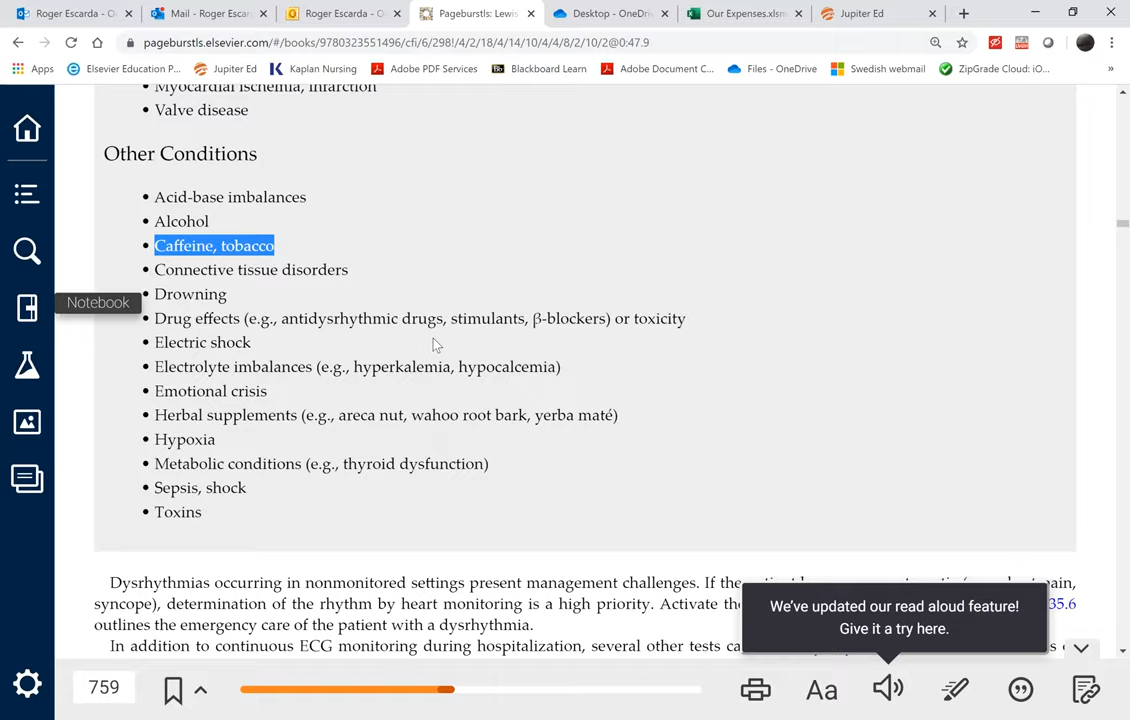 Roger Escarda - O
Mail - Roger Escar
Roger Escarda - O
Pageburstls: Lewis
Desktop - OneDri
Our Expenses.xlsm
Jupiter Ed
pageburstls.elsevier.com/#/books/9780323551496/cfi/6/298!/4/2/18/4/14/10/4/4/8/2/10/2@0:47.9
Apps
Elsevier Education P...
Jupiter Ed
Kaplan Nursing
Adobe PDF Services
Bb
Blackboard Learn
Adobe Document C...
Files - OneDrive
Swedish webmail
ZipGrade Cloud: iO...
»
Myocardial ischemia, infarction
• Valve disease
Other Conditions
• Acid-base imbalances
• Alcohol
• Caffeine, tobacco
• Connective tissue disorders
Notebook
• Drowning
• Drug effects (e.g., antidysrhythmic drugs, stimulants, β-blockers) or toxicity
• Electric shock
• Electrolyte imbalances (e.g., hyperkalemia, hypocalcemia)
• Emotional crisis
• Herbal supplements (e.g., areca nut, wahoo root bark, yerba maté)
• Hypoxia
• Metabolic conditions (e.g., thyroid dysfunction)
• Sepsis, shock
• Toxins
Dysrhythmias occurring in nonmonitored settings present management challenges. If the pain,
syncope), determination of the rhythm by heart monitoring is a high priority. Activate the 35.6
outlines the emergency care of the patient with a dysrhythmia.
In addition to continuous ECG monitoring during hospitalization, several other tests
We've updated our read aloud feature!
Give it a try here.
759
Aa